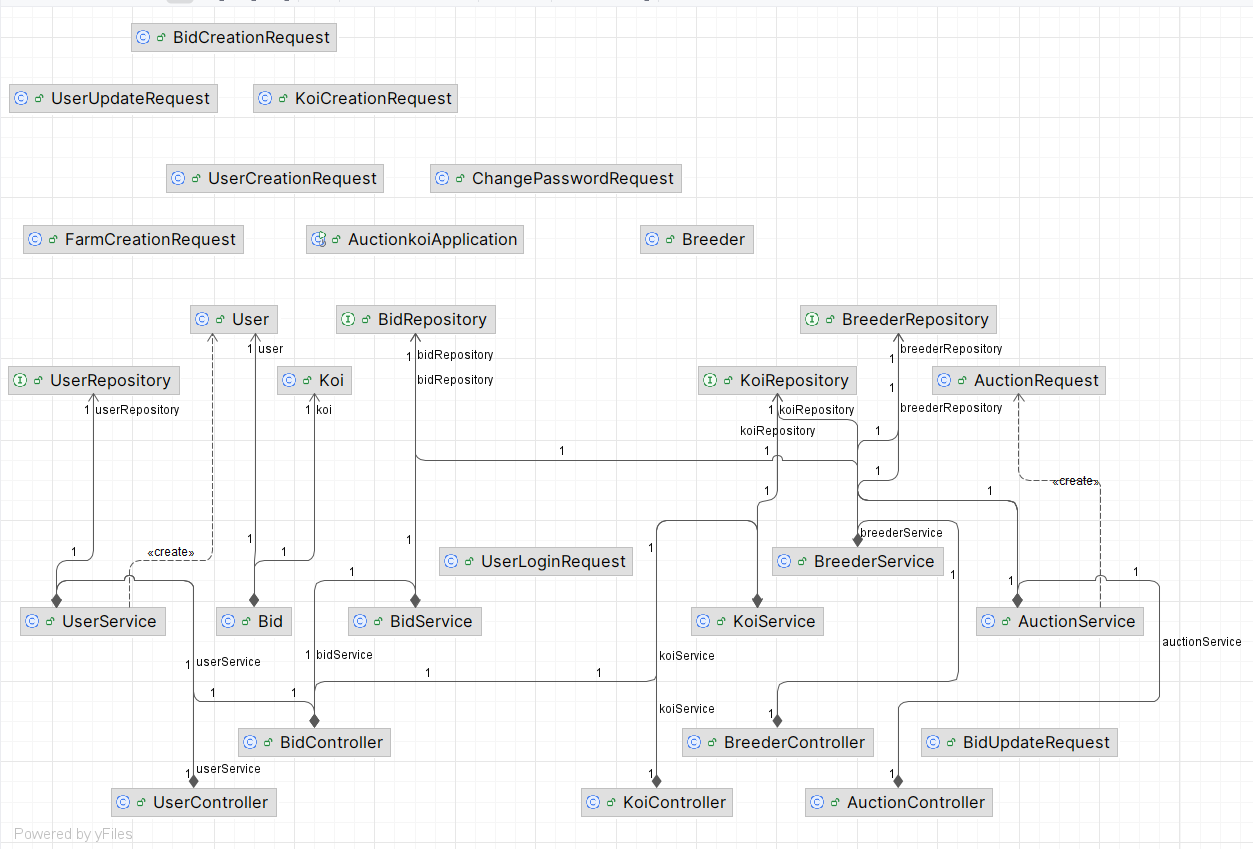 BidCreationRequest
UserUpdateRequest
KoiCreationRequest
UserCreationRequest
ChangePasswordRequest
FarmCreationRequest
AuctionkoiApplication
Breeder
User
BidRepository
BreederRepository
1 user
1 bidRepository
breederRepository
1
UserRepository
Koi
bidRepository
KoiRepository
AuctionRequest
1
1 userRepository
1 koi
1 koiRepository
breederRepository
koiRepository
1
1
1
1
«create»
1
1
1
breederService
1
1
1
«create»
1
1
UserLoginRequest
BreederService
1
1
1
1
UserService
Bid
BidService
KoiService
AuctionService
auctionService
1 userService
1 bidService
koiService
1
1
1
1
koiService
1
BidController
BreederController
BidUpdateRequest
1 userService
1
1
UserController
KoiController
AuctionController
Powered by yFiles